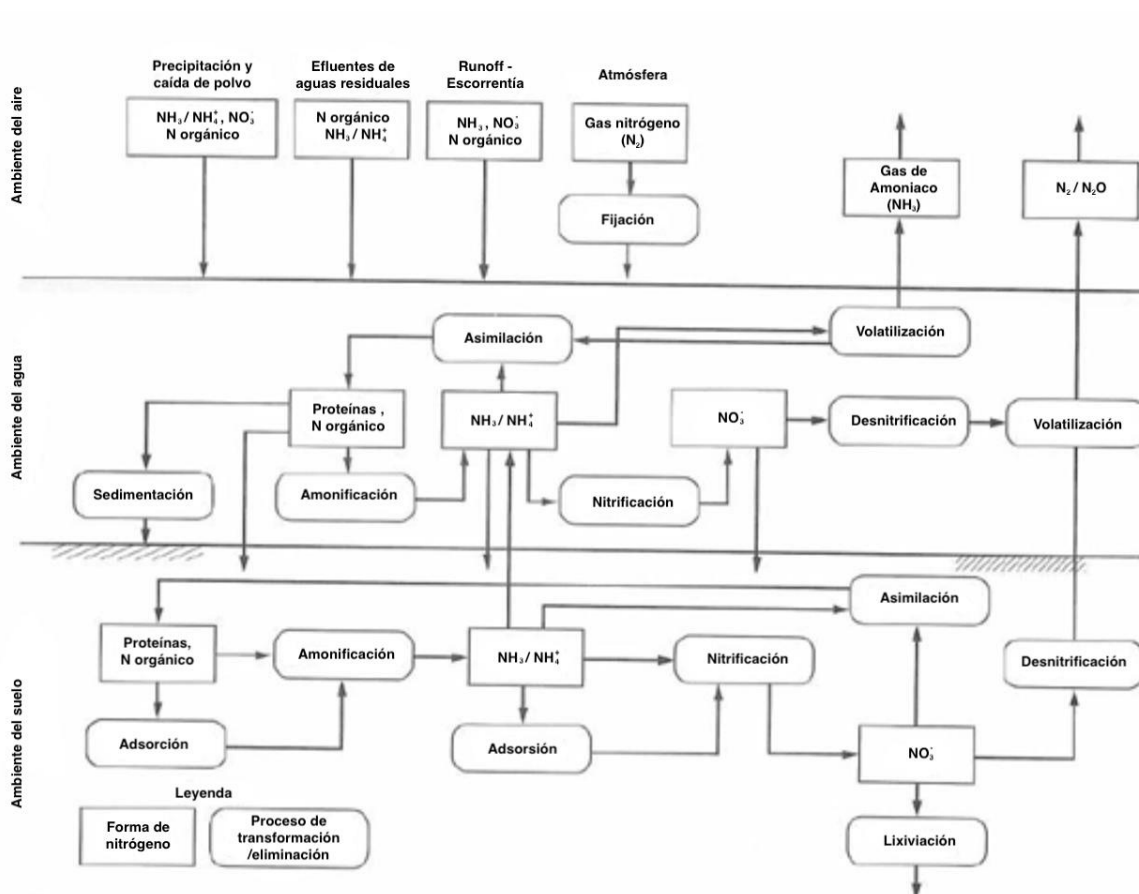 Ambiente del aire
Precipitación y
caída de polvo
NH₃ / NH₄⁺, NO₃⁻
N orgánico
Efluentes de
aguas residuales
N orgánico
NH₃ / NH₄⁺
Runoff -
Escorrentía
NH₃ , NO₃⁻
N orgánico
Atmósfera
Gas nitrógeno
(N₂)
Fijación
Gas de
Amoniaco
(NH₃)
N₂ / N₂O
Ambiente del agua
Asimilación
Volatilización
Proteínas ,
N orgánico
NH₃ / NH₄⁺
NO₃⁻
Desnitrificación
Volatilización
Sedimentación
Amonificación
Nitrificación
Ambiente del suelo
Asimilación
Proteínas,
N orgánico
Amonificación
NH₃ / NH₄⁺
Nitrificación
Desnitrificación
Adsorción
Adsorsión
NO₃⁻
Lixiviación
Leyenda
Forma de
nitrógeno
Proceso de
transformación
/eliminación